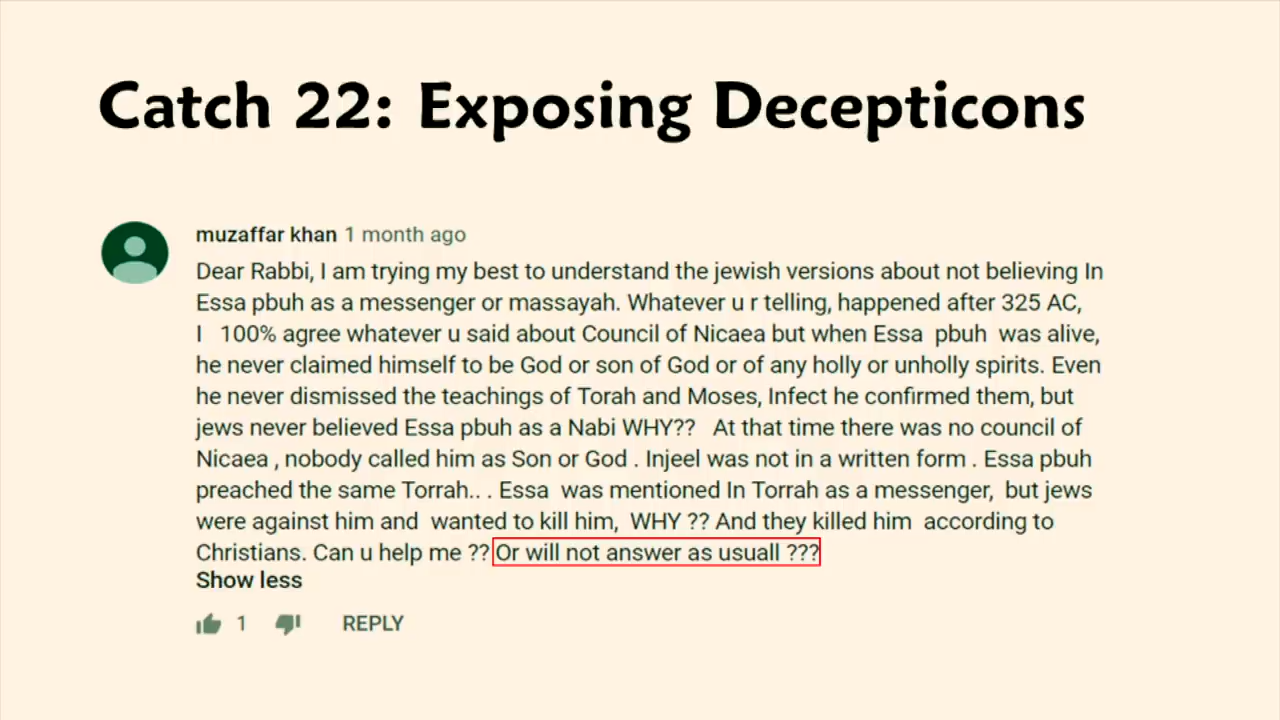 Catch 22: Exposing Decepticons
muzaffar khan 1 month ago
Dear Rabbi, I am trying my best to understand the jewish versions about not believing In
Essa pbuh as a messenger or massayah. Whatever u r telling, happened after 325 AC,
I 100% agree whatever u said about Council of Nicaea but when Essa pbuh was alive,
he never claimed himself to be God or son of God or of any holly or unholly spirits. Even
he never dismissed the teachings of Torah and Moses, Infect he confirmed them, but
jews never believed Essa pbuh as a Nabi WHY?? At that time there was no council of
Nicaea , nobody called him as Son or God . Injeel was not in a written form . Essa pbuh
preached the same Torrah.. . Essa was mentioned In Torrah as a messenger, but jews
were against him and wanted to kill him, WHY ?? And they killed him according to
Christians. Can u help me ?? Or will not answer as usuall ???
Show less
1 REPLY